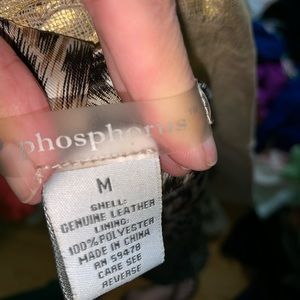 phosphorus
M
SHELL:
GENUINE LEATHER
LINING:
100% POLYESTER
MADE IN CHINA
RN 59478
CARE SEE
REVERSE